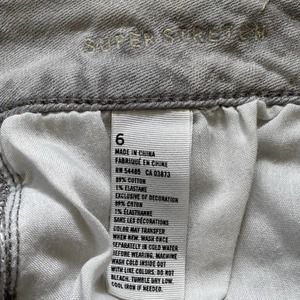 SUPER STRETCH
6
MADE IN CHINA
FABRIQUÉ EN CHINE
RN 54485 CA 03873
99% COTTON
1% ELASTANE
EXCLUSIVE OF DECORATION
99% COTON
1% ÉLASTHANNE
SANS LES DÉCORATIONS
COLOR MAY TRANSFER
WHEN NEW. WASH ONCE
SEPARATELY IN COLD WATER
BEFORE WEARING. MACHINE
WASH COLD INSIDE OUT
WITH LIKE COLORS. DO NOT
BLEACH. TUMBLE DRY LOW.
COOL IRON IF NEEDED.